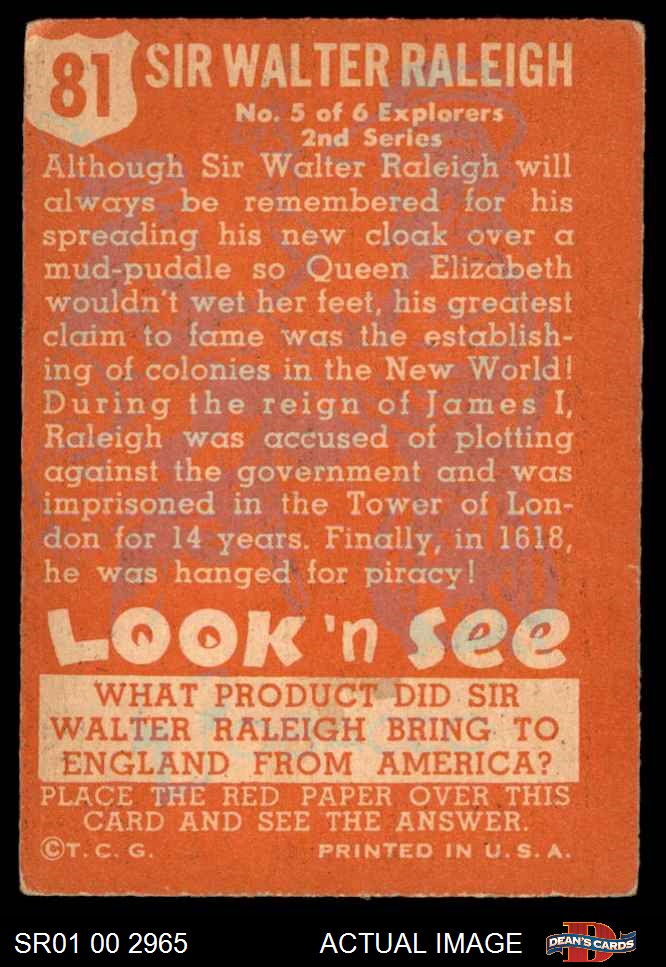 81
SIR WALTER RALEIGH
No. 5 of 6 Explorers
2nd Series
Although Sir Walter Raleigh will
always be remembered for his
spreading his new cloak over a
mud-puddle so Queen Elizabeth
wouldn't wet her feet, his greatest
claim to fame was the establish-
ing of colonies in the New World!
During the reign of James I,
Raleigh was accused of plotting
against the government and was
imprisoned in the Tower of Lon-
don for 14 years. Finally, in 1618,
he was hanged for piracy!
LOOK 'n SEE
WHAT PRODUCT DID SIR
WALTER RALEIGH BRING TO
ENGLAND FROM AMERICA?
PLACE THE RED PAPER OVER THIS
CARD AND SEE THE ANSWER.
©T. C. G. PRINTED IN U. S. A.
SR01 00 2965 ACTUAL IMAGE
D
DEAN'S CARDS